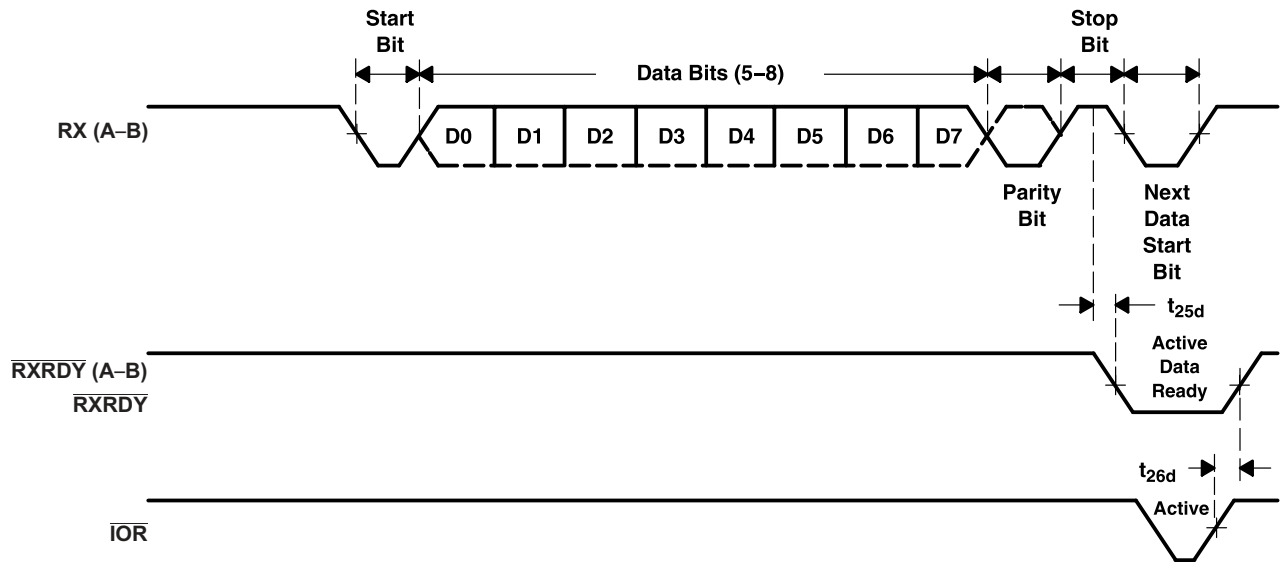 Start
Bit
Stop
Bit
Data Bits (5–8)
RX (A–B)
D0 D1 D2 D3 D4 D5 D6 D7
Parity
Bit
Next
Data
Start
Bit
t25d
RXRDY (A–B)
RXRDY
Active
Data
Ready
t26d
IOR
Active